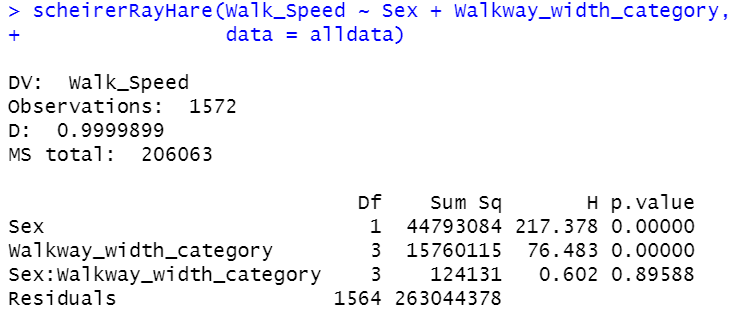 > scheirerRayHare(Walk_Speed ~ Sex + Walkway_width_category,
+                 data = alldata)

DV:  Walk_Speed
Observations:  1572
D:  0.9999899
MS total:  206063

                             Df    Sum Sq       H p.value
Sex                           1  44793084 217.378 0.00000
Walkway_width_category        3  15760115  76.483 0.00000
Sex:Walkway_width_category    3    124131   0.602 0.89588
Residuals                  1564 263044378